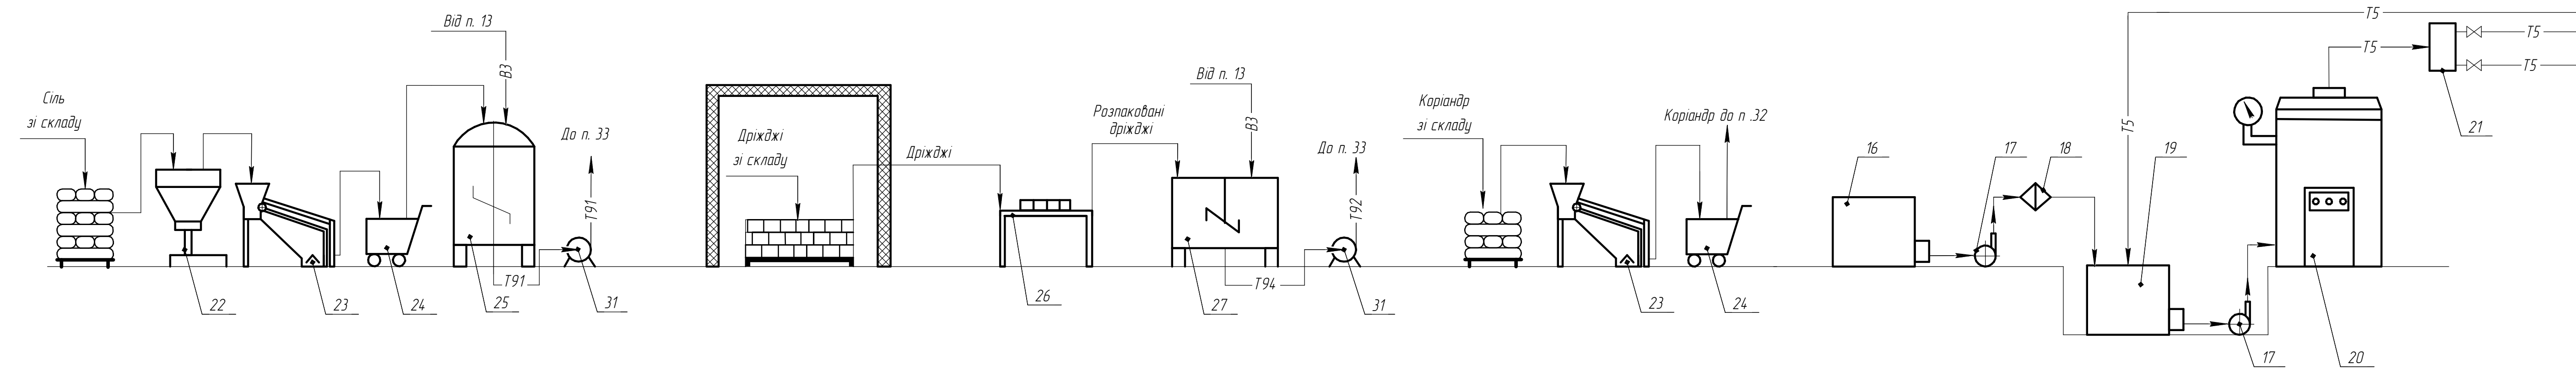 Сіль
зі складу
22
23
24
Від п. 13
В3
25
Т91
До п. 33
Т91
31
Дріжджі
зі складу
Дріжджі
26
Розпаковані
дріжджі
Від п. 13
В3
27
Т94
До п. 33
Т92
31
Коріандр
зі складу
23
Коріандр до п .32
24
16
17
18
Т5
19
17
20
Т5
21
Т5
Т5
Т5